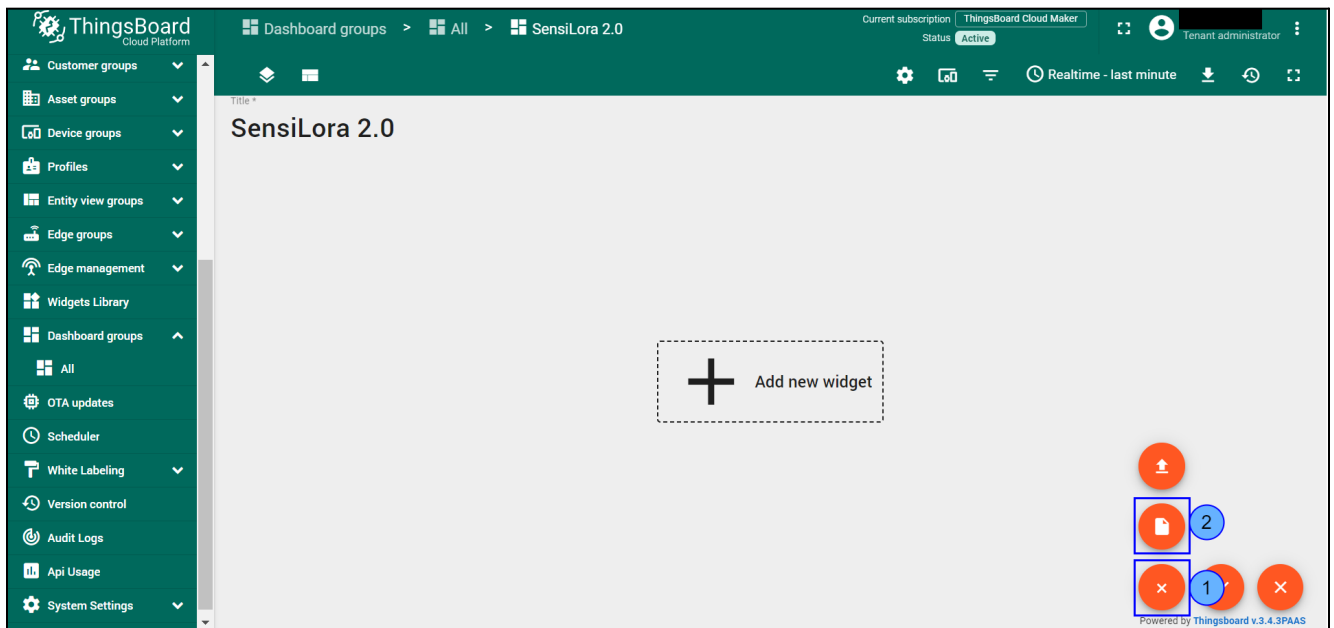 ThingsBoard
Cloud Platform
Dashboard groups > All > SensiLora 2.0
Current subscription ThingsBoard Cloud Maker
Status Active
Tenant administrator
Customer groups
Asset groups
Device groups
Profiles
Entity view groups
Edge groups
Edge management
Widgets Library
Dashboard groups
All
OTA updates
Scheduler
White Labeling
Version control
Audit Logs
Api Usage
System Settings
Realtime - last minute
Title *
SensiLora 2.0
Add new widget
2
1
Powered by Thingsboard v.3.4.3PAAS